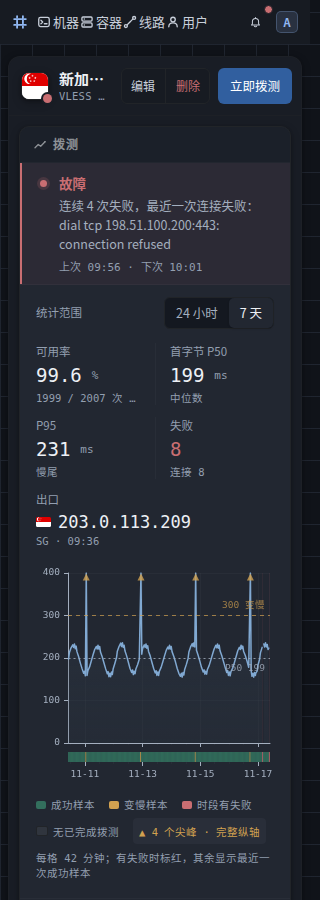 机器 容器 线路 用户 A
新加…
VLESS …
编辑 删除 立即拨测
拨测
故障
连续 4 次失败，最近一次连接失败：
dial tcp 198.51.100.207:443:
connection refused
上次 09:56 · 下次 10:01
统计范围 24 小时 7 天
可用率 首字节 P50
99.6 % 199 ms
1999 / 2007 次 … 中位数
P95 失败
231 ms 8
慢尾 连接 8
出口
203.0.113.209
SG · 09:36
400
300 变慢
300
200
P50 199
100
0
11-11 11-13 11-15 11-17
成功样本 变慢样本 时段有失败
无已完成拨测 ▲ 4 个尖峰 · 完整纵轴
每格 42 分钟；有失败时标红，其余显示最近一
次成功样本